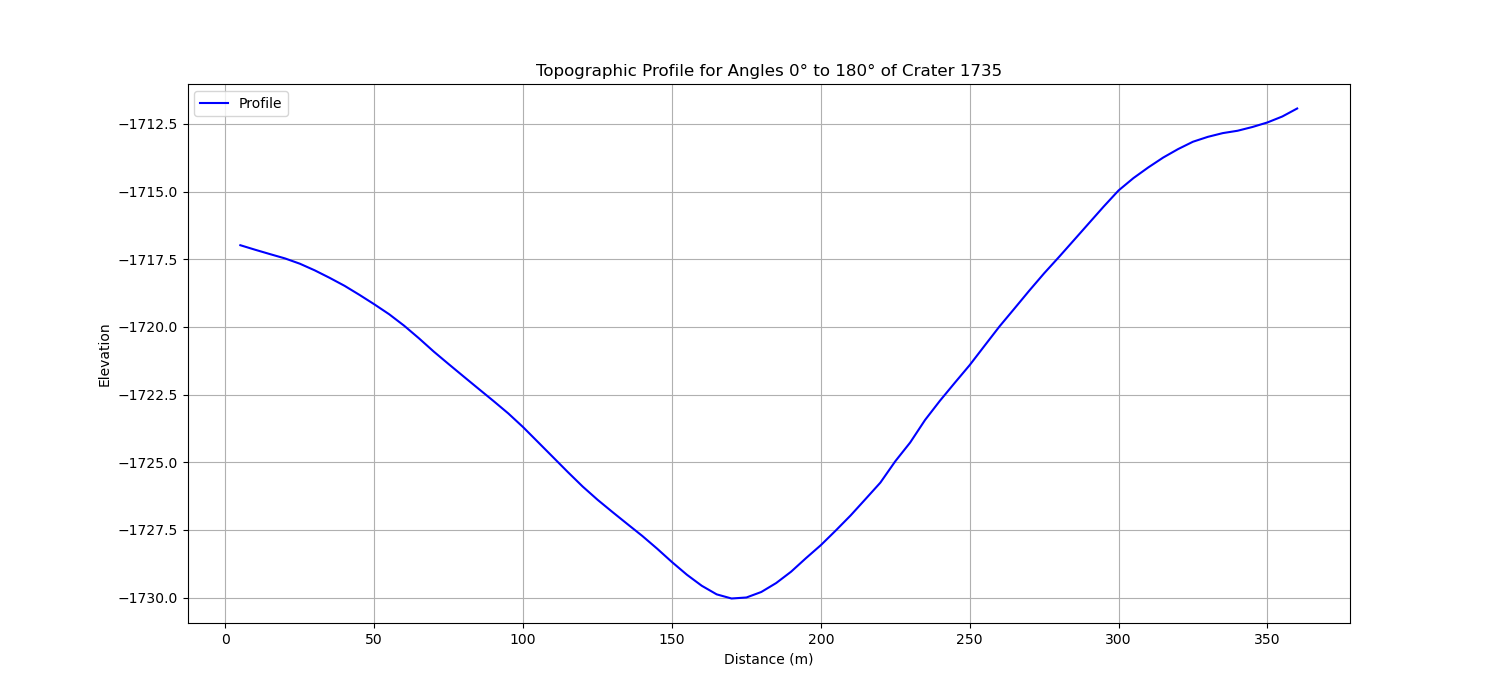 Topographic Profile for Angles 0° to 180° of Crater 1735
Profile
−1712.5
−1715.0
−1717.5
−1720.0
−1722.5
−1725.0
−1727.5
−1730.0
Elevation
0 50 100 150 200 250 300 350
Distance (m)